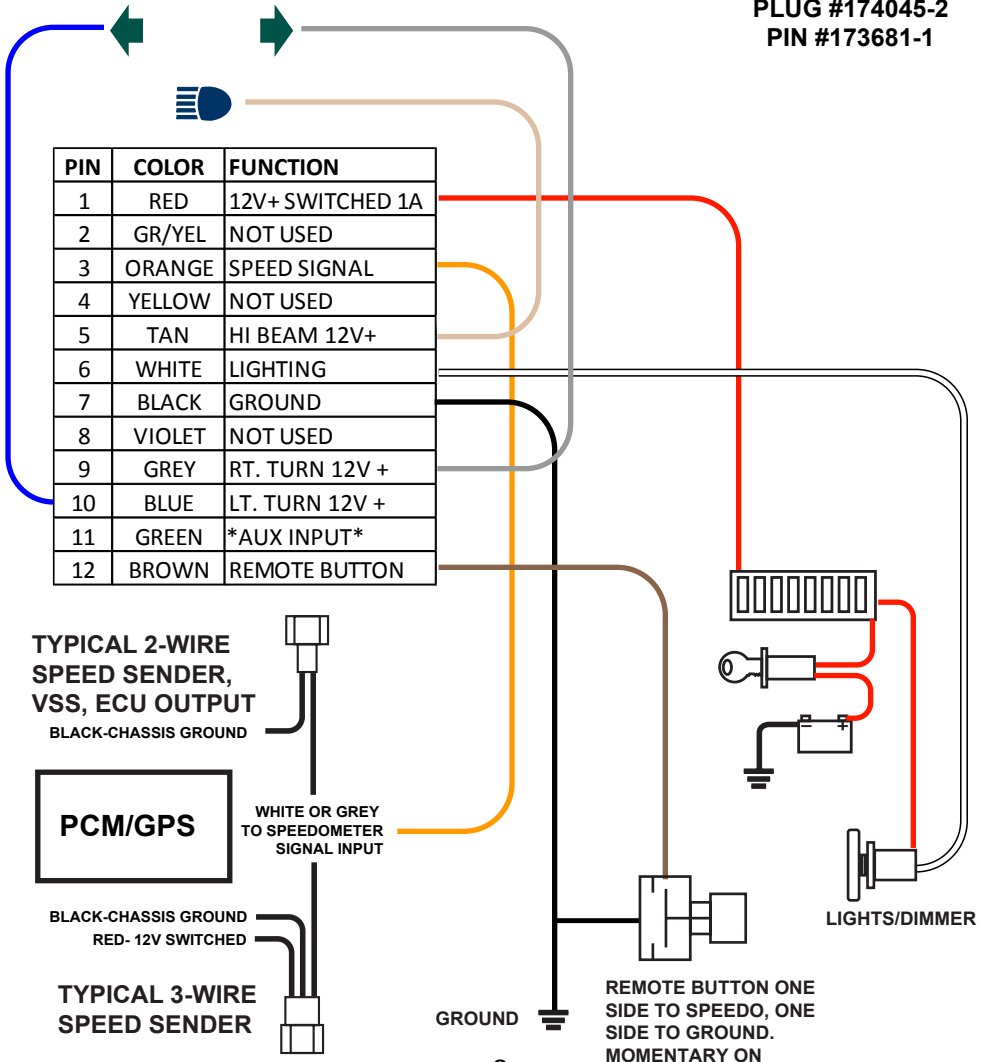 PLUG #174045-2
PIN #173681-1
PIN COLOR FUNCTION
1 RED 12V+ SWITCHED 1A
2 GR/YEL NOT USED
3 ORANGE SPEED SIGNAL
4 YELLOW NOT USED
5 TAN HI BEAM 12V+
6 WHITE LIGHTING
7 BLACK GROUND
8 VIOLET NOT USED
9 GREY RT. TURN 12V +
10 BLUE LT. TURN 12V +
11 GREEN *AUX INPUT*
12 BROWN REMOTE BUTTON
TYPICAL 2-WIRE
SPEED SENDER,
VSS, ECU OUTPUT
BLACK-CHASSIS GROUND
PCM/GPS
WHITE OR GREY
TO SPEEDOMETER
SIGNAL INPUT
BLACK-CHASSIS GROUND
RED- 12V SWITCHED
TYPICAL 3-WIRE
SPEED SENDER
GROUND
- +
LIGHTS/DIMMER
REMOTE BUTTON ONE
SIDE TO SPEEDO, ONE
SIDE TO GROUND.
MOMENTARY ON